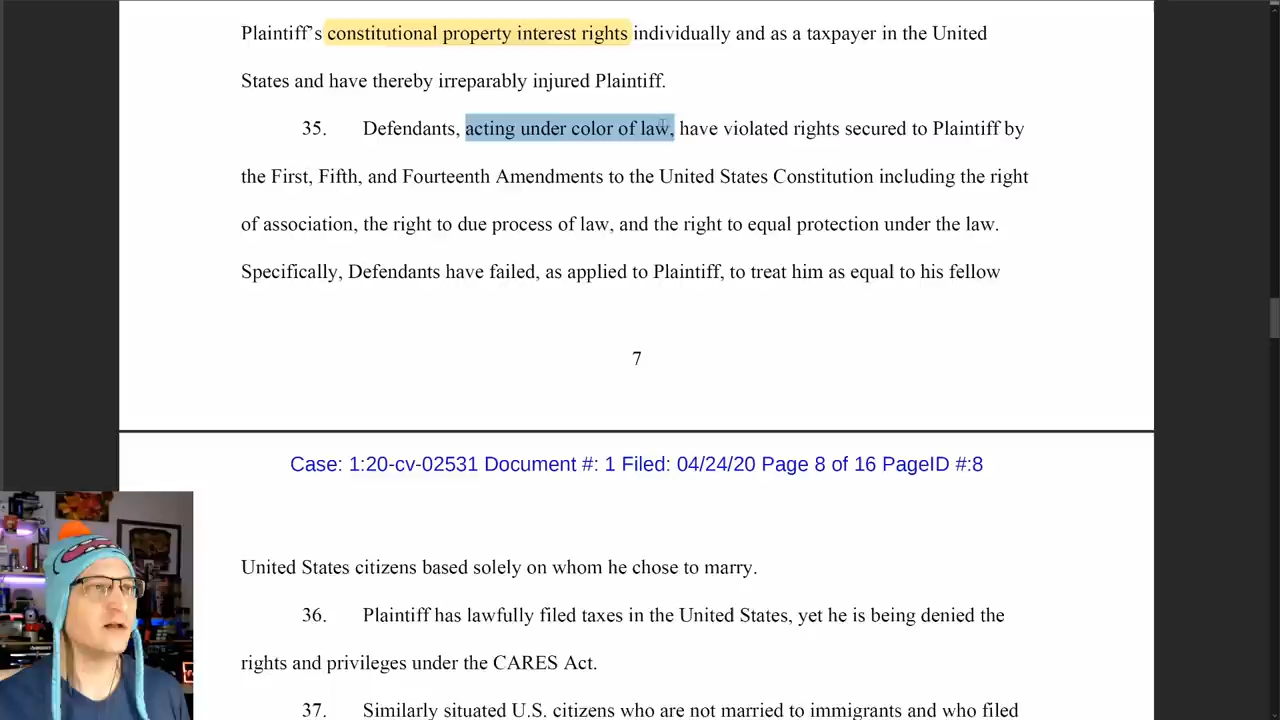 Plaintiff's constitutional property interest rights individually and as a taxpayer in the United
States and have thereby irreparably injured Plaintiff.
35. Defendants, acting under color of law, have violated rights secured to Plaintiff by
the First, Fifth, and Fourteenth Amendments to the United States Constitution including the right
of association, the right to due process of law, and the right to equal protection under the law.
Specifically, Defendants have failed, as applied to Plaintiff, to treat him as equal to his fellow
7
Case: 1:20-cv-02531 Document #: 1 Filed: 04/24/20 Page 8 of 16 PageID #:8
United States citizens based solely on whom he chose to marry.
36. Plaintiff has lawfully filed taxes in the United States, yet he is being denied the
rights and privileges under the CARES Act.
37. Similarly situated U.S. citizens who are not married to immigrants and who filed